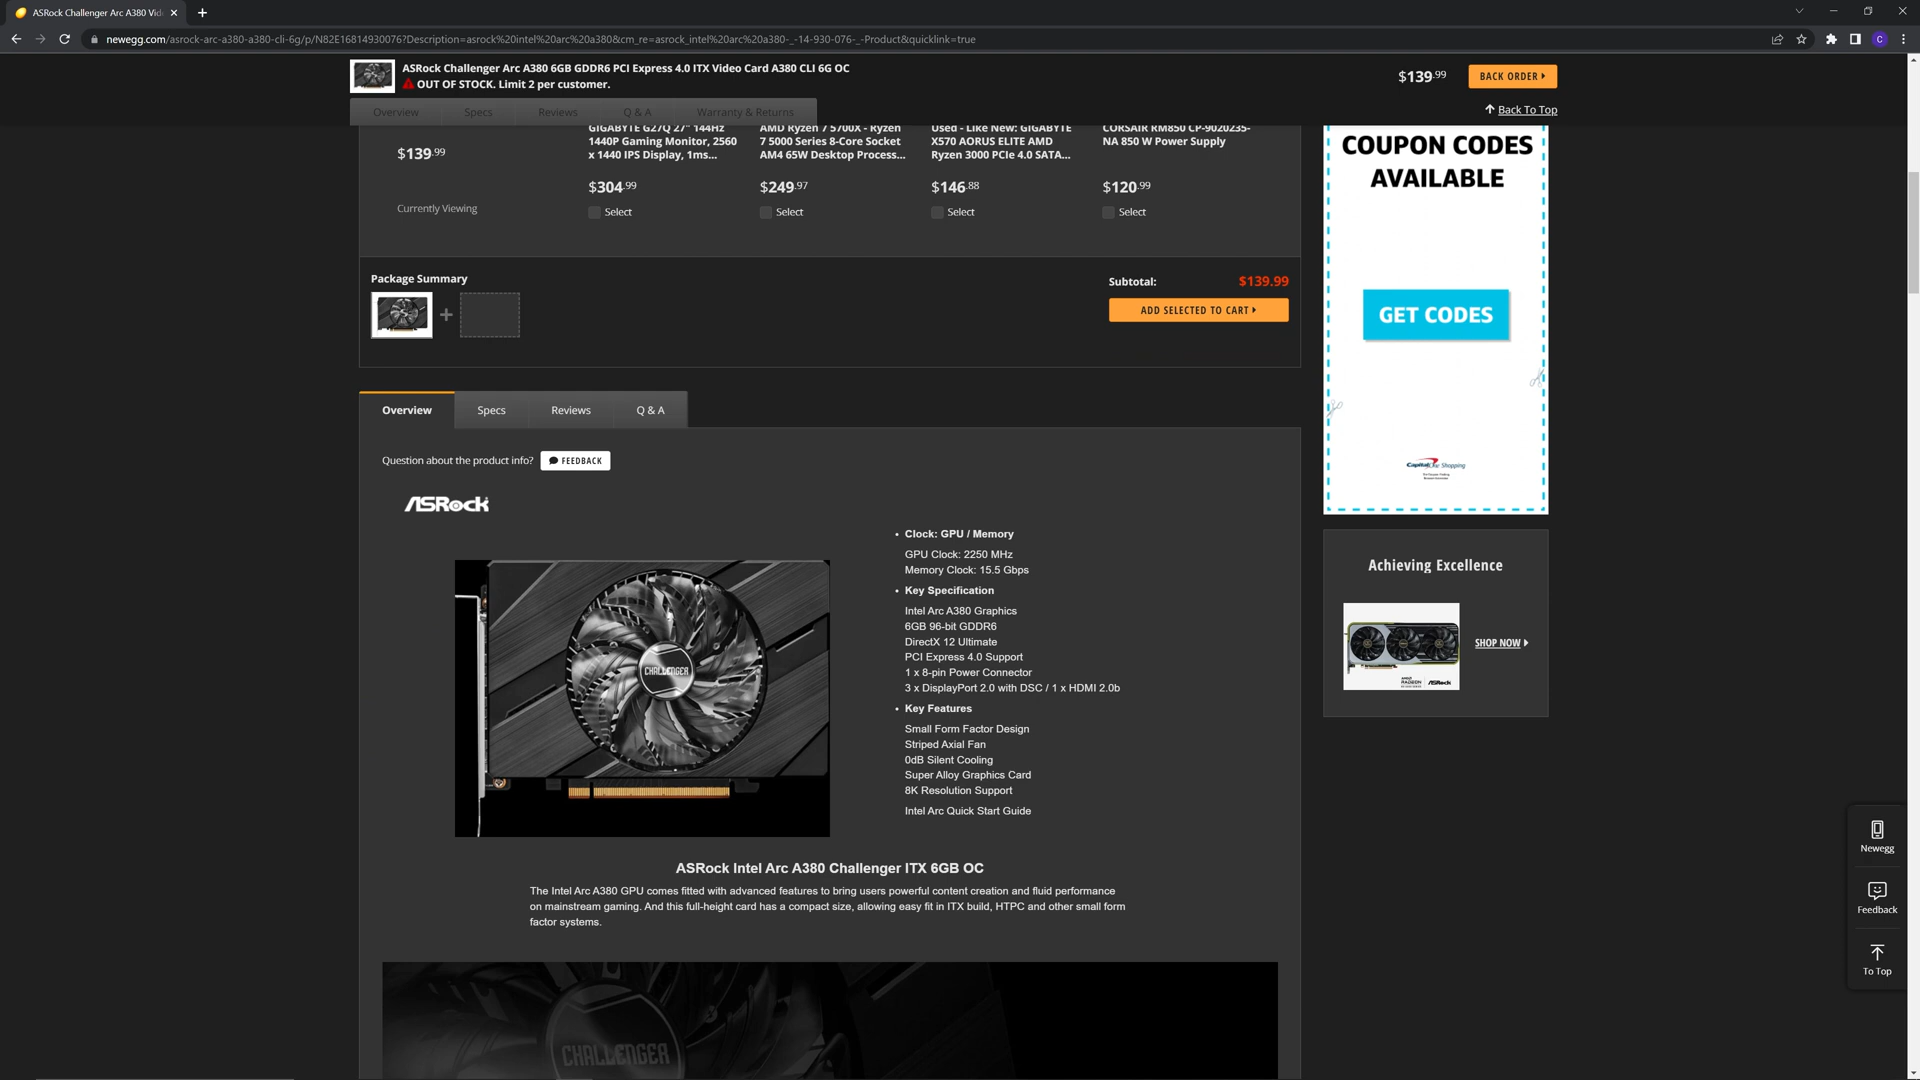 ASRock Challenger Arc A380 Vid
newegg.com/asrock-arc-a380-a380-cli-6g/p/N82E16814930076?Description=asrock%20intel%20arc%20a380&cm_re=asrock_intel%20arc%20a380-_-14-930-076-_-Product&quicklink=true
C
ASRock Challenger Arc A380 6GB GDDR6 PCI Express 4.0 ITX Video Card A380 CLI 6G OC
OUT OF STOCK. Limit 2 per customer.
$139.99
BACK ORDER
Overview
Specs
Reviews
Q & A
Warranty & Returns
Back To Top
$139.99
Currently Viewing
GIGABYTE G27Q 27" 144Hz
1440P Gaming Monitor, 2560
x 1440 IPS Display, 1ms...
$304.99
Select
AMD Ryzen 7 5700X - Ryzen
7 5000 Series 8-Core Socket
AM4 65W Desktop Process...
$249.97
Select
Used - Like New: GIGABYTE
X570 AORUS ELITE AMD
Ryzen 3000 PCIe 4.0 SATA...
$146.88
Select
CORSAIR RM850 CP-9020235-
NA 850 W Power Supply
$120.99
Select
Package Summary
+
Subtotal: $139.99
ADD SELECTED TO CART
COUPON CODES
AVAILABLE
GET CODES
Capital One Shopping
Overview
Specs
Reviews
Q & A
Question about the product info?
FEEDBACK
ASRock
CHALLENGER
• Clock: GPU / Memory
GPU Clock: 2250 MHz
Memory Clock: 15.5 Gbps
• Key Specification
Intel Arc A380 Graphics
6GB 96-bit GDDR6
DirectX 12 Ultimate
PCI Express 4.0 Support
1 x 8-pin Power Connector
3 x DisplayPort 2.0 with DSC / 1 x HDMI 2.0b
• Key Features
Small Form Factor Design
Striped Axial Fan
0dB Silent Cooling
Super Alloy Graphics Card
8K Resolution Support
Intel Arc Quick Start Guide
Achieving Excellence
SHOP NOW
AMD
RADEON
ASRock
ASRock Intel Arc A380 Challenger ITX 6GB OC
The Intel Arc A380 GPU comes fitted with advanced features to bring users powerful content creation and fluid performance
on mainstream gaming. And this full-height card has a compact size, allowing easy fit in ITX build, HTPC and other small form
factor systems.
CHALLENGER
Newegg
Feedback
To Top